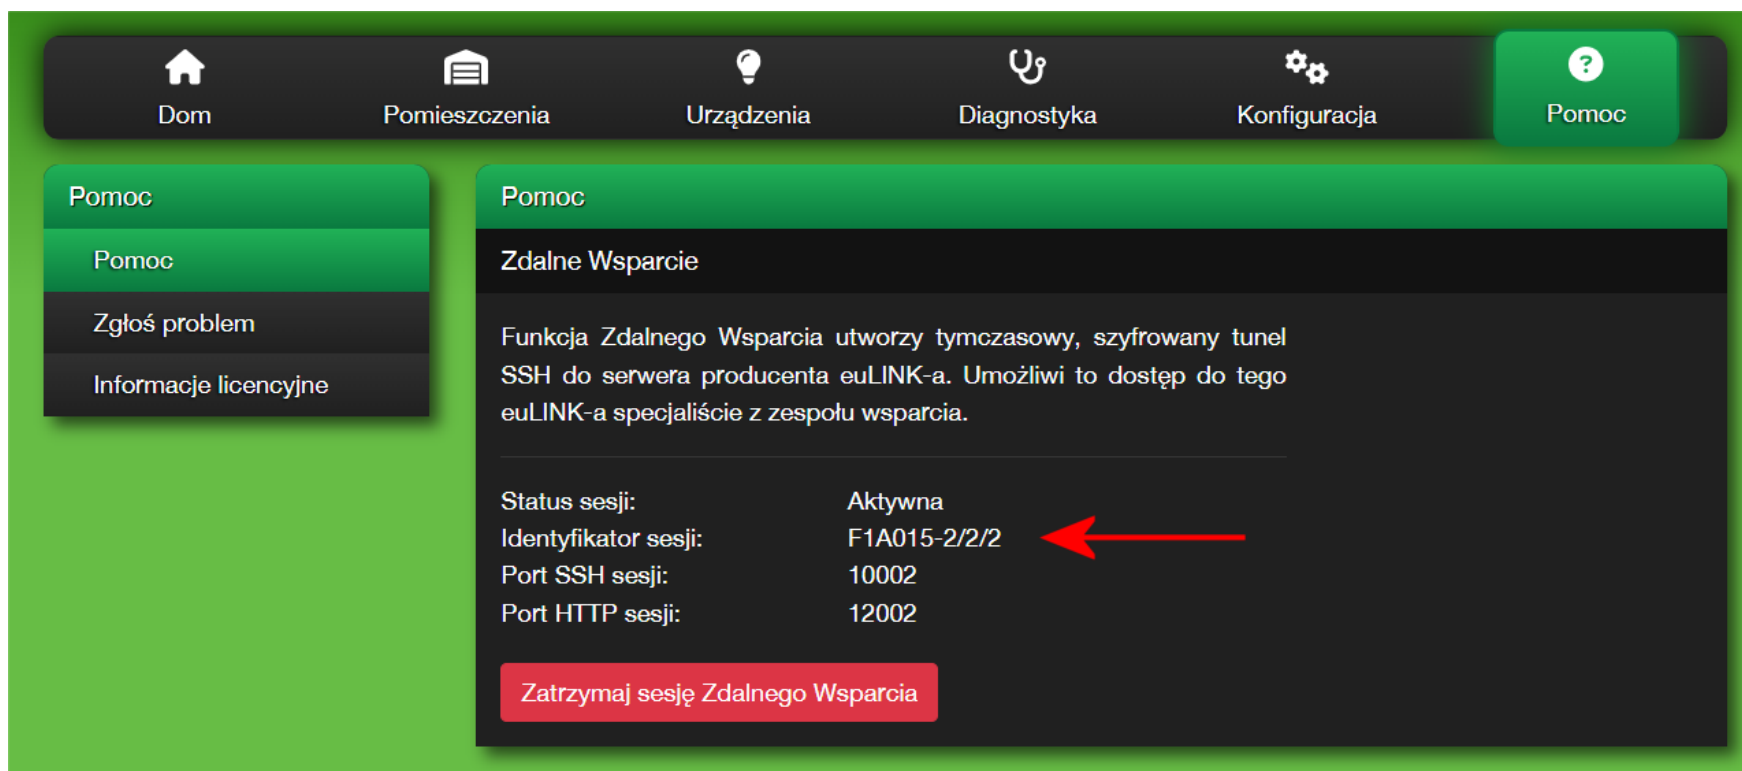 Dom
Pomieszczenia
Urządzenia
Diagnostyka
Konfiguracja
Pomoc
Pomoc
Pomoc
Zgłoś problem
Informacje licencyjne
Pomoc
Zdalne Wsparcie
Funkcja Zdalnego Wsparcia utworzy tymczasowy, szyfrowany tunel
SSH do serwera producenta euLINK-a. Umożliwi to dostęp do tego
euLINK-a specjaliście z zespołu wsparcia.
Status sesji: Aktywna
Identyfikator sesji: F1A015-2/2/2
Port SSH sesji: 10002
Port HTTP sesji: 12002
Zatrzymaj sesję Zdalnego Wsparcia